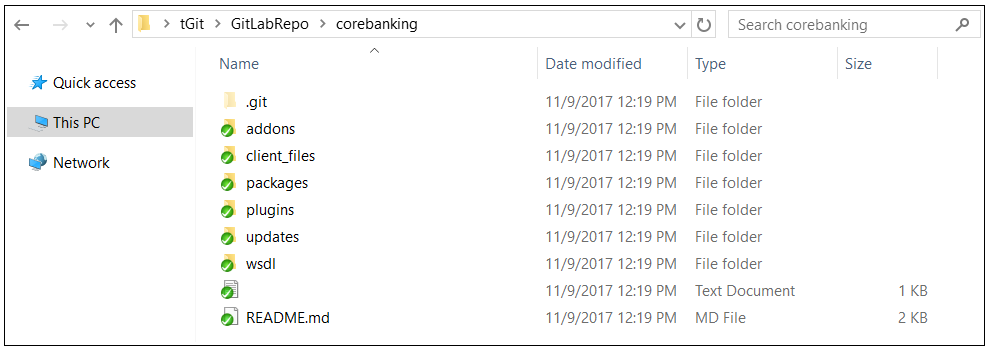 tGit > GitLabRepo > corebanking
Search corebanking
Name Date modified Type Size
Quick access
This PC
Network
.git 11/9/2017 12:19 PM File folder
addons 11/9/2017 12:19 PM File folder
client_files 11/9/2017 12:19 PM File folder
packages 11/9/2017 12:19 PM File folder
plugins 11/9/2017 12:19 PM File folder
updates 11/9/2017 12:19 PM File folder
wsdl 11/9/2017 12:19 PM File folder
11/9/2017 12:19 PM Text Document 1 KB
README.md 11/9/2017 12:19 PM MD File 2 KB